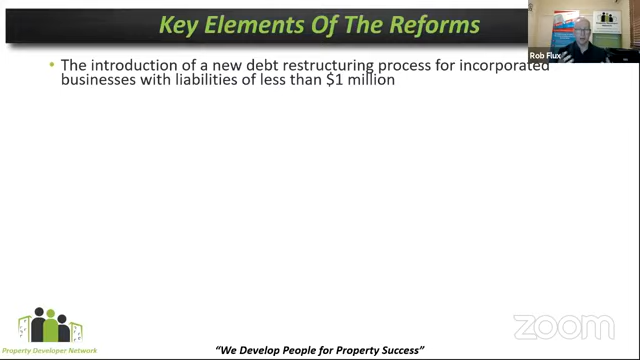 Key Elements Of The Reforms
Rob Flux
• The introduction of a new debt restructuring process for incorporated
businesses with liabilities of less than $1 million
Property Developer Network
"We Develop People for Property Success"
zoom